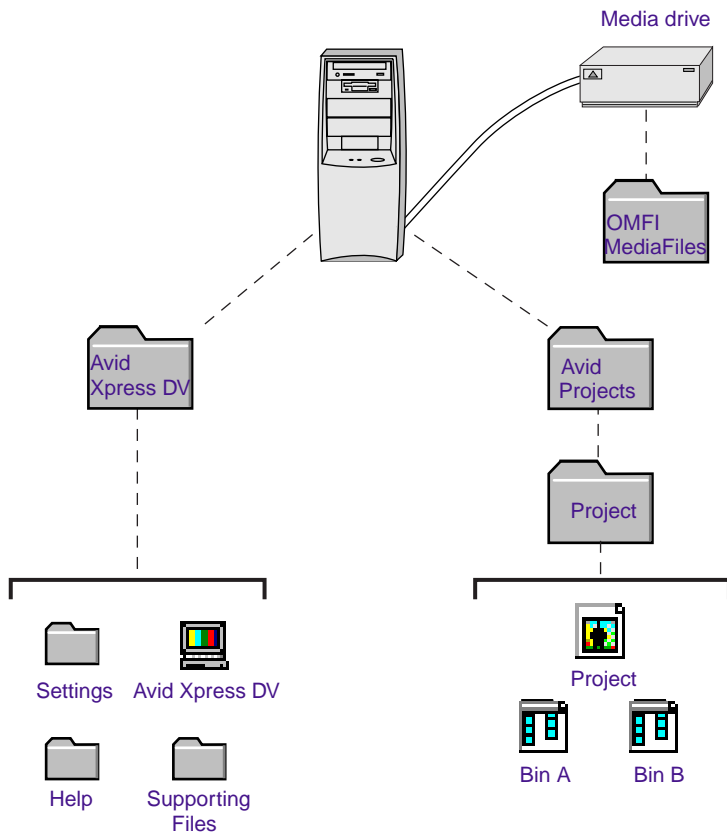 Media drive
OMFI
MediaFiles
Avid
Xpress DV
Avid
Projects
Project
Settings
Avid Xpress DV
Help
Supporting
Files
Project
Bin A
Bin B